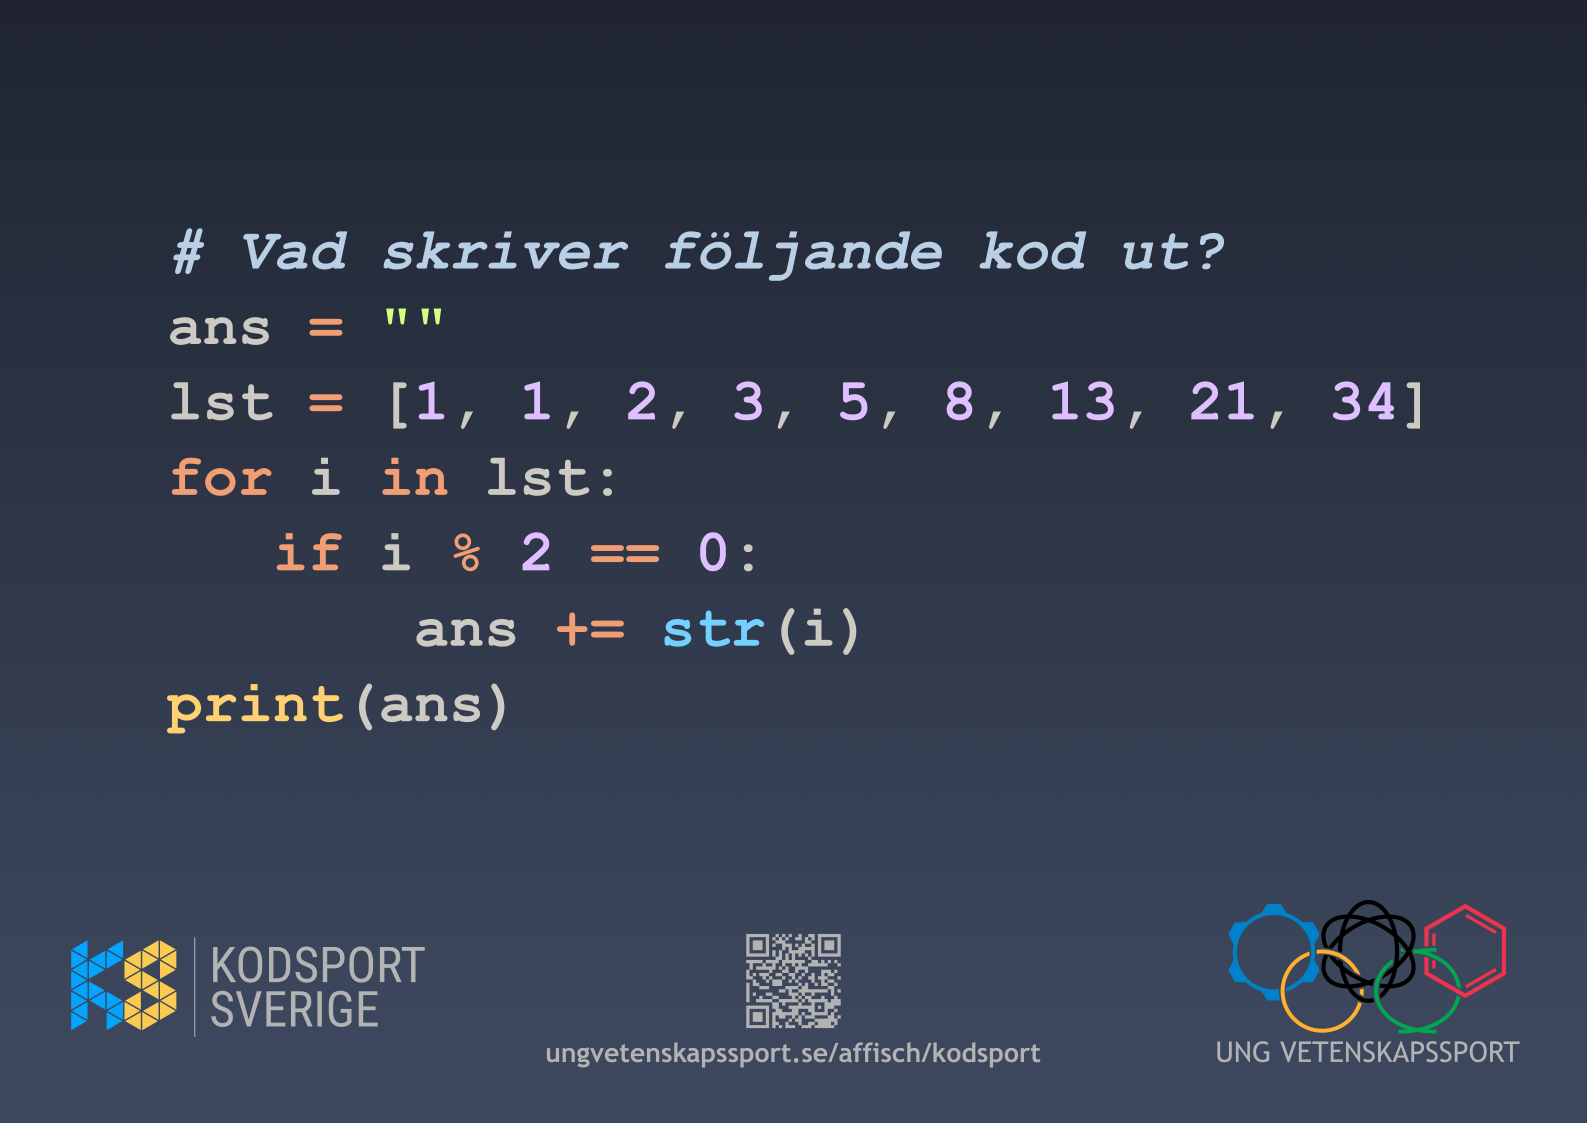 # Vad skriver följande kod ut?
ans = ""
lst = [1, 1, 2, 3, 5, 8, 13, 21, 34]
for i in lst:
   if i % 2 == 0:
       ans += str(i)
print(ans)
KODSPORT
SVERIGE
ungvetenskapssport.se/affisch/kodsport
UNG VETENSKAPSSPORT